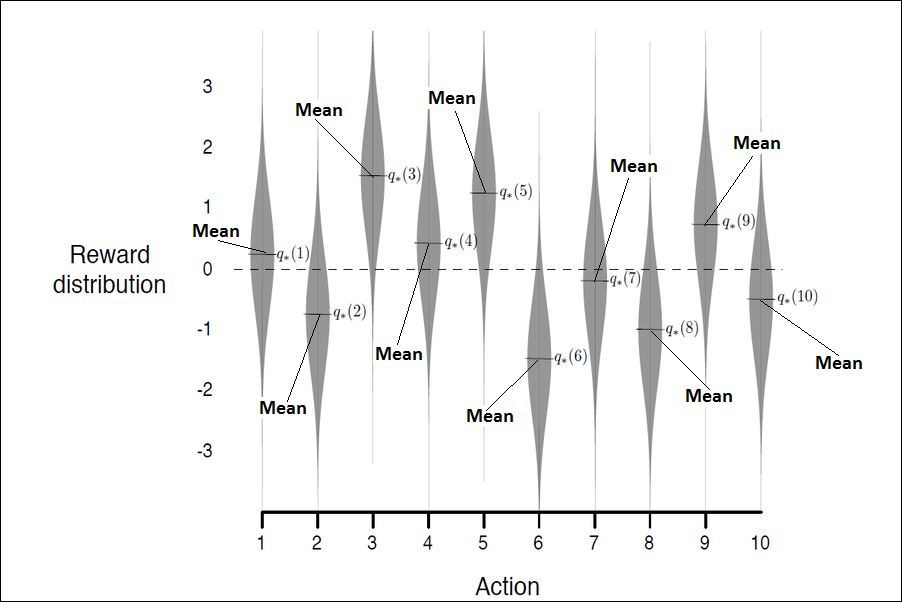 3
2
1
0
-1
-2
-3
Reward
distribution
Mean
Mean
Mean
Mean
Mean
Mean
Mean
Mean
Mean
Mean
q∗(1)
q∗(2)
q∗(3)
q∗(4)
q∗(5)
q∗(6)
q∗(7)
q∗(8)
q∗(9)
q∗(10)
1 2 3 4 5 6 7 8 9 10
Action